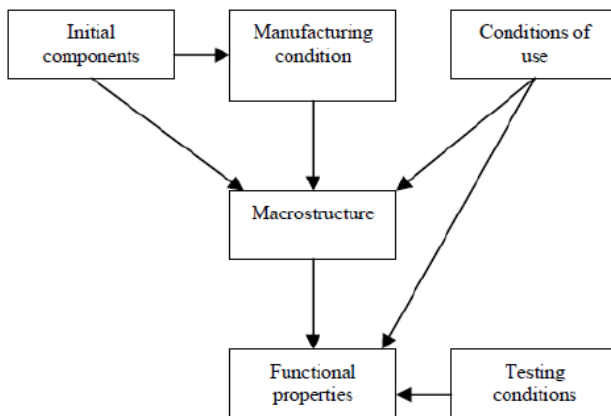 Initial
components
Manufacturing
condition
Conditions of
use
Macrostructure
Functional
properties
Testing
conditions